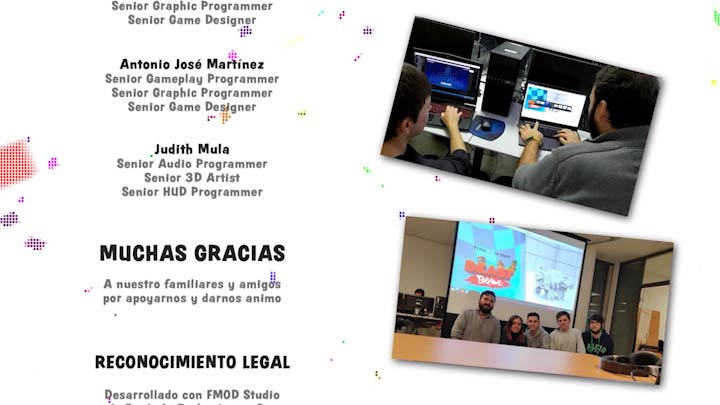 Senior Graphic Programmer
Senior Game Designer
Antonio José Martínez
Senior Gameplay Programmer
Senior Graphic Programmer
Senior Game Designer
Judith Mula
Senior Audio Programmer
Senior 3D Artist
Senior HUD Programmer
MUCHAS GRACIAS
A nuestro familiares y amigos
por apoyarnos y darnos animo
RECONOCIMIENTO LEGAL
Desarrollado con FMOD Studio
BEAST
BRAWL